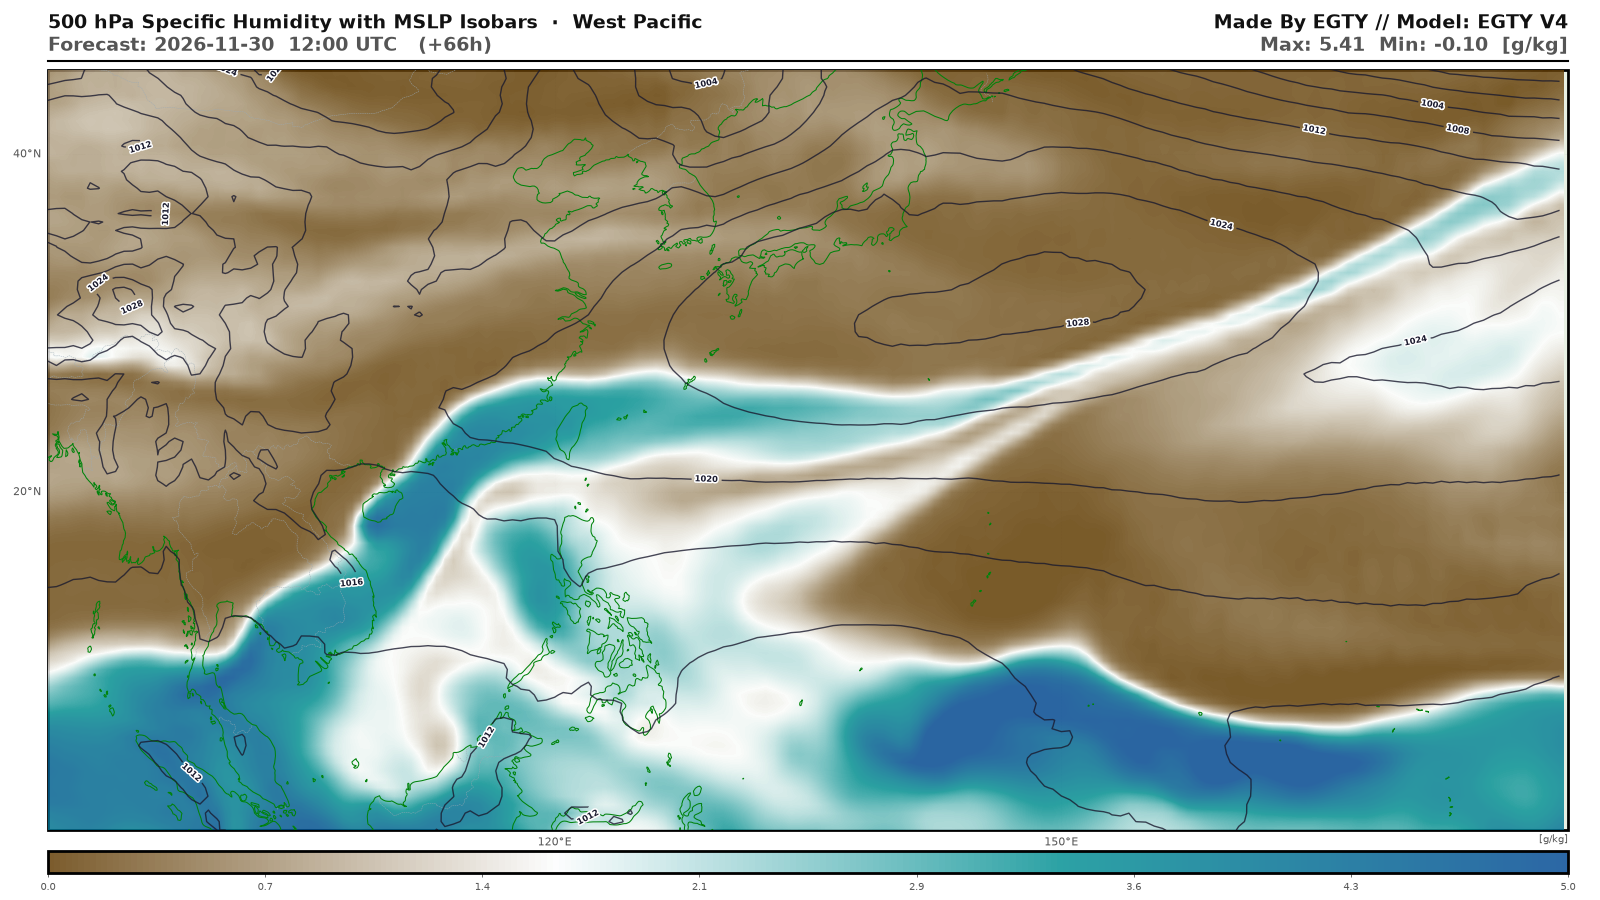 500 hPa Specific Humidity with MSLP Isobars · West Pacific
Made By EGTY // Model: EGTY V4
Forecast: 2026-11-30 12:00 UTC (+66h)
Max: 5.41 Min: -0.10 [g/kg]
1004
1004
1012
1008
1012
40°N
1012
1024
1024
1028
1028
1024
1020
20°N
1016
1012
1012
1012
120°E
150°E
[g/kg]
0.0
0.7
1.4
2.1
2.9
3.6
4.3
5.0